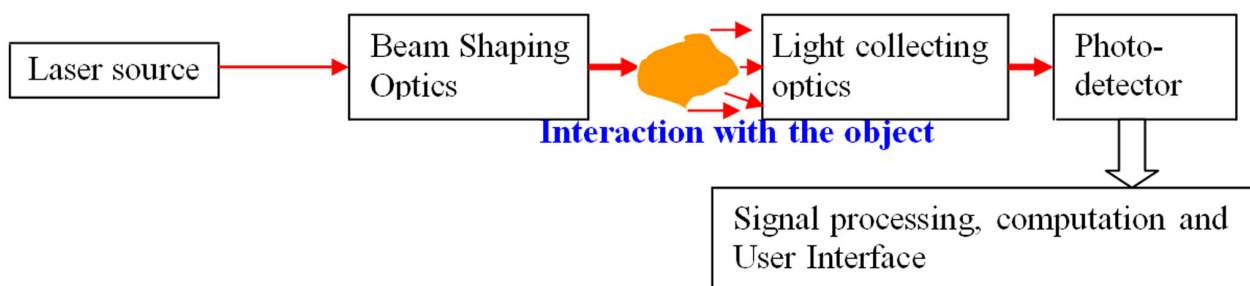 Laser source
Beam Shaping
Optics
Light collecting
optics
Photo-
detector
Interaction with the object
Signal processing, computation and
User Interface